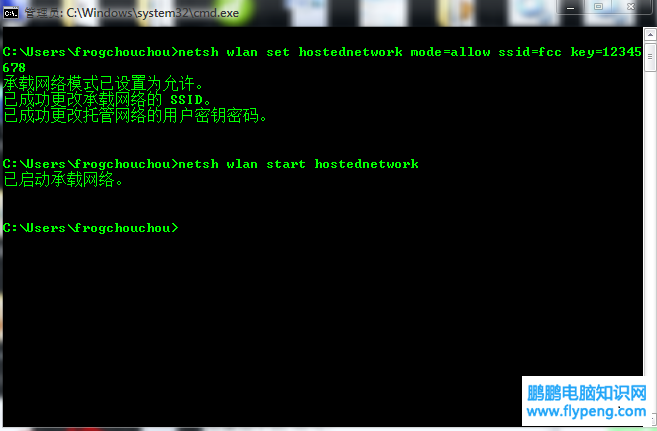 管理员: C:\Windows\system32\cmd.exe
C:\Users\frogchouchou>netsh wlan set hostednetwork mode=allow ssid=fcc key=12345
678
承载网络模式已设置为允许。
已成功更改承载网络的 SSID。
已成功更改托管网络的用户密钥密码。
C:\Users\frogchouchou>netsh wlan start hostednetwork
已启动承载网络。
C:\Users\frogchouchou>
鹏鹏电脑知识网
www.flypeng.com